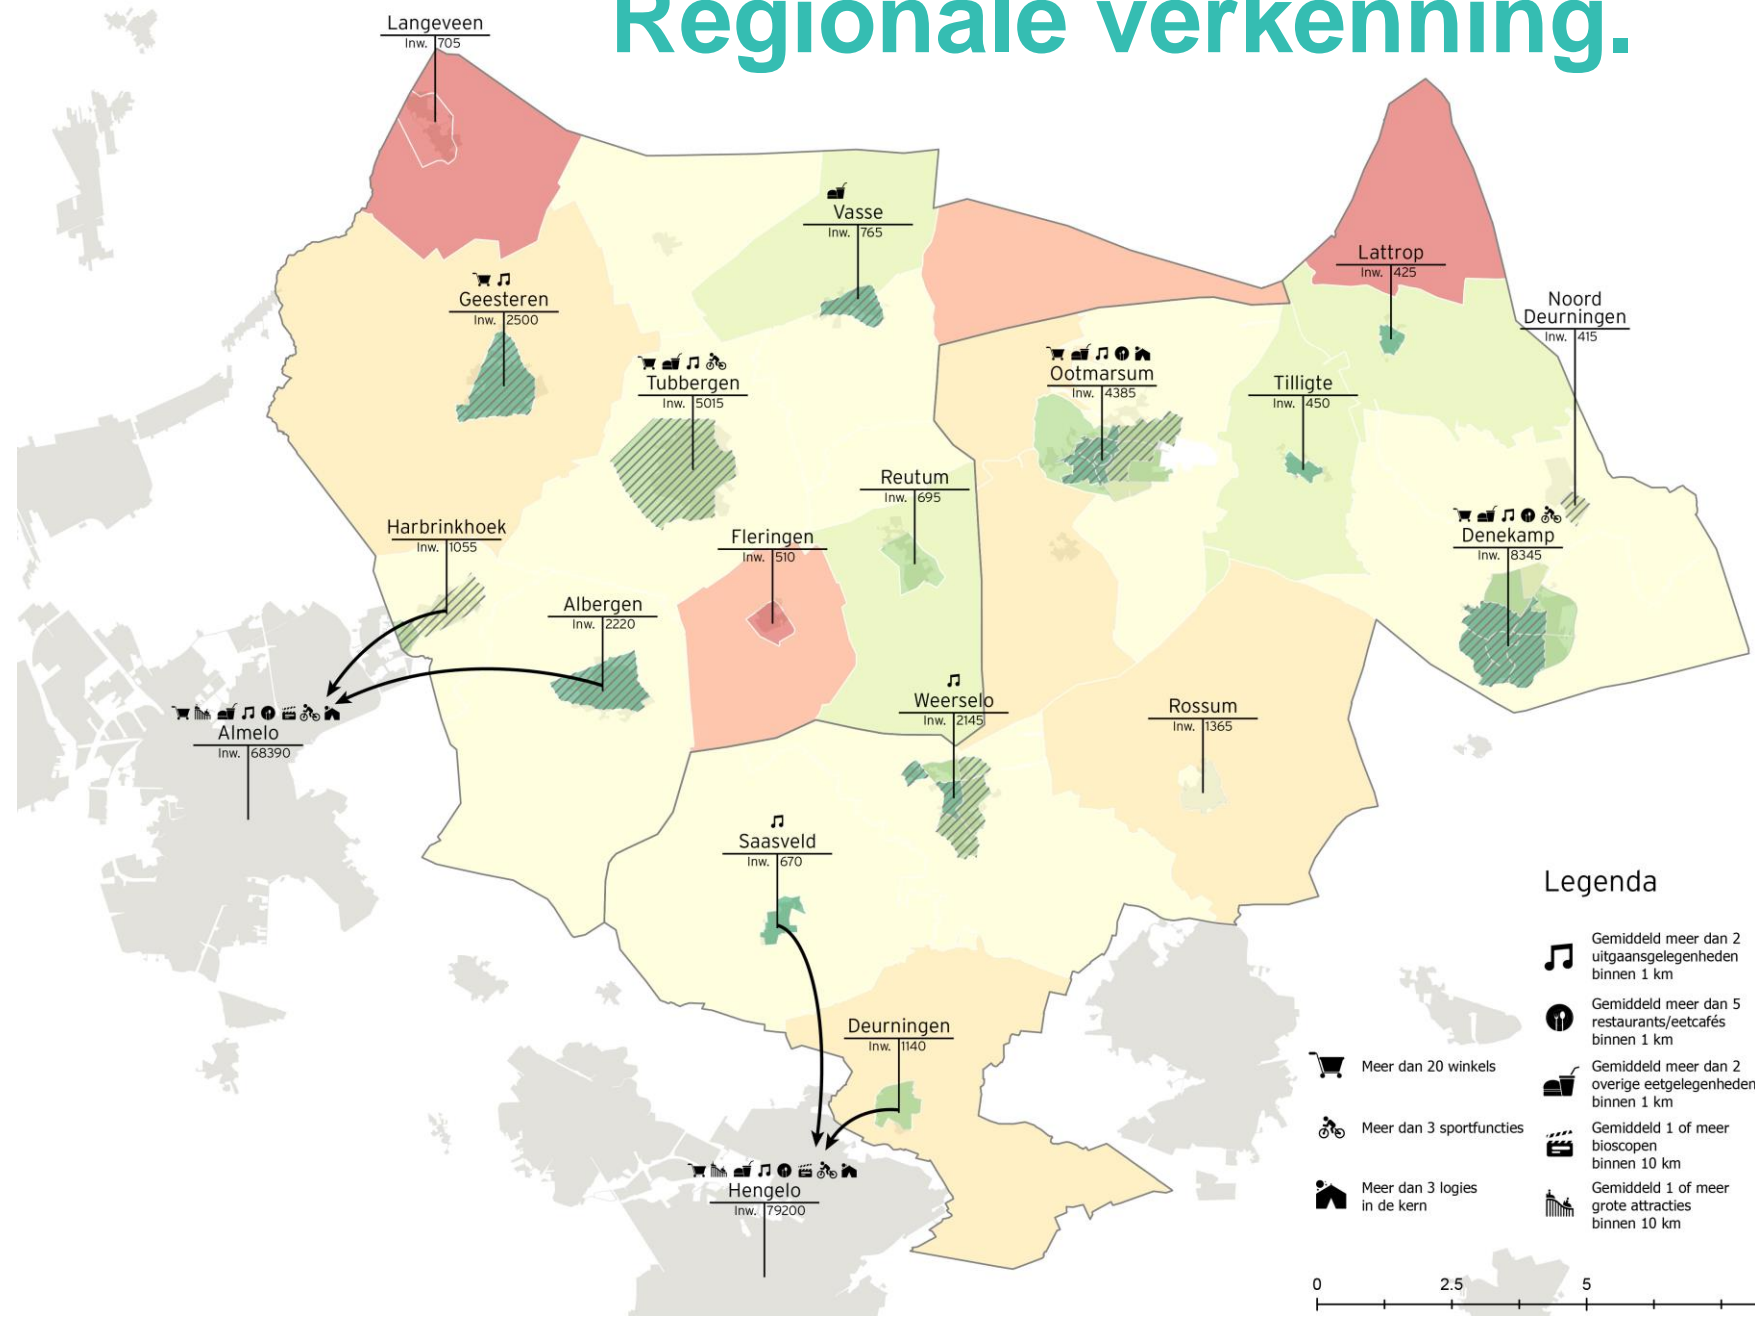 Regionale verkenning.
Langeveen
Inw. 705
Vasse
Inw. 765
Lattrop
Inw. 425
Geesteren
Inw. 2500
Noord
Deurningen
Inw. 415
Tubbergen
Inw. 5015
Ootmarsum
Inw. 4385
Tilligte
Inw. 450
Reutum
Inw. 695
Harbrinkhoek
Inw. 1055
Fleringen
Inw. 510
Denekamp
Inw. 8345
Albergen
Inw. 2220
Weerselo
Inw. 2145
Rossum
Inw. 1365
Almelo
Inw. 68390
Saasveld
Inw. 670
Deurningen
Inw. 1140
Hengelo
Inw. 79200
Legenda
Meer dan 20 winkels
Meer dan 3 sportfuncties
Meer dan 3 logies
in de kern
Gemiddeld meer dan 2
uitgaansgelegenheden
binnen 1 km
Gemiddeld meer dan 5
restaurants/eetcafés
binnen 1 km
Gemiddeld meer dan 2
overige eetgelegenheden
binnen 1 km
Gemiddeld 1 of meer
bioscopen
binnen 10 km
Gemiddeld 1 of meer
grote attracties
binnen 10 km
0 2.5 5